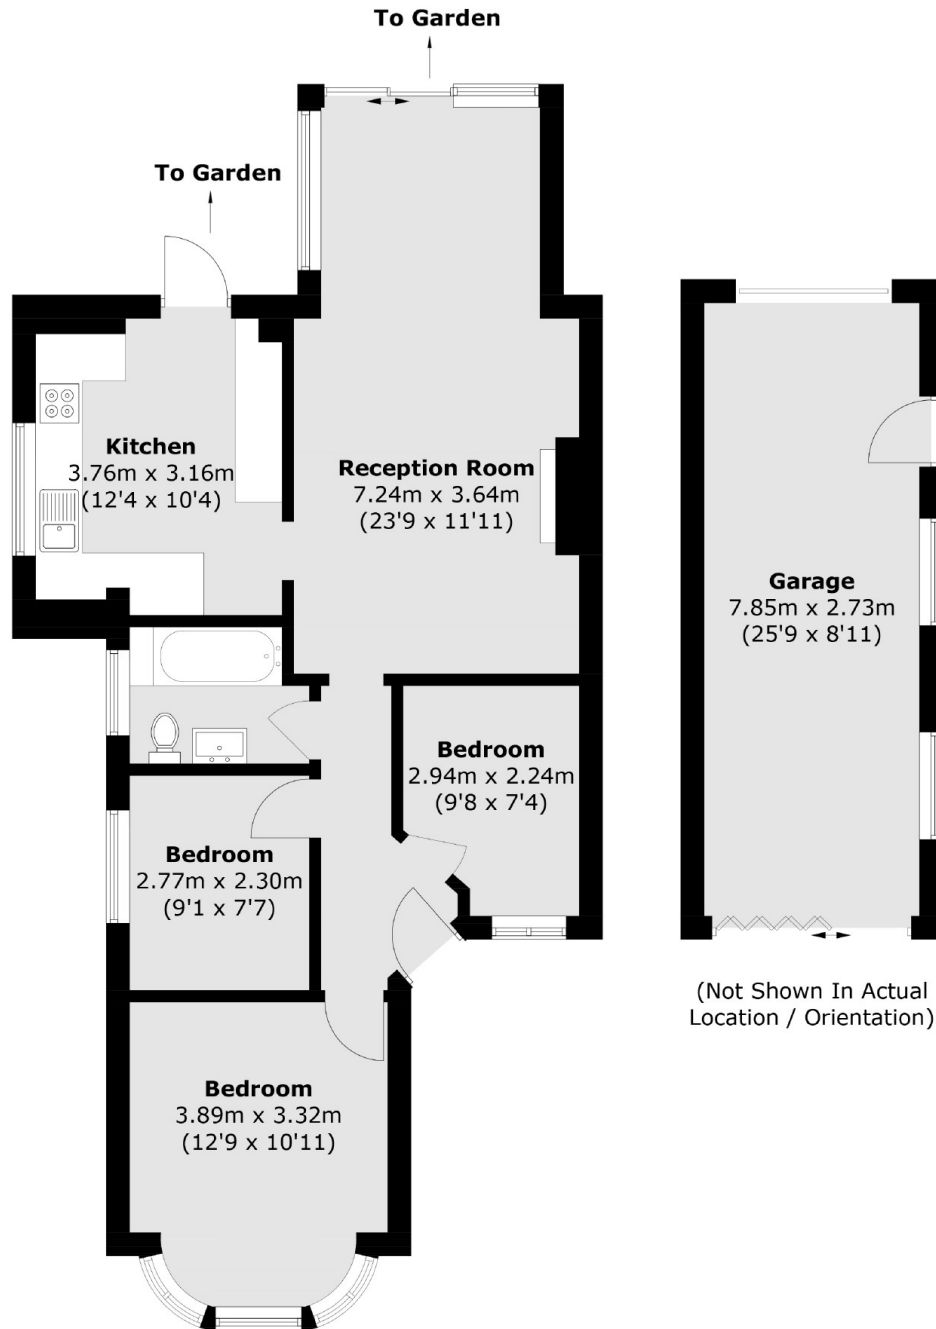 To Garden
To Garden
Kitchen
3.76m x 3.16m
(12'4 x 10'4)
Reception Room
7.24m x 3.64m
(23'9 x 11'11)
Garage
7.85m x 2.73m
(25'9 x 8'11)
Bedroom
2.94m x 2.24m
(9'8 x 7'4)
Bedroom
2.77m x 2.30m
(9'1 x 7'7)
(Not Shown In Actual
Location / Orientation)
Bedroom
3.89m x 3.32m
(12'9 x 10'11)